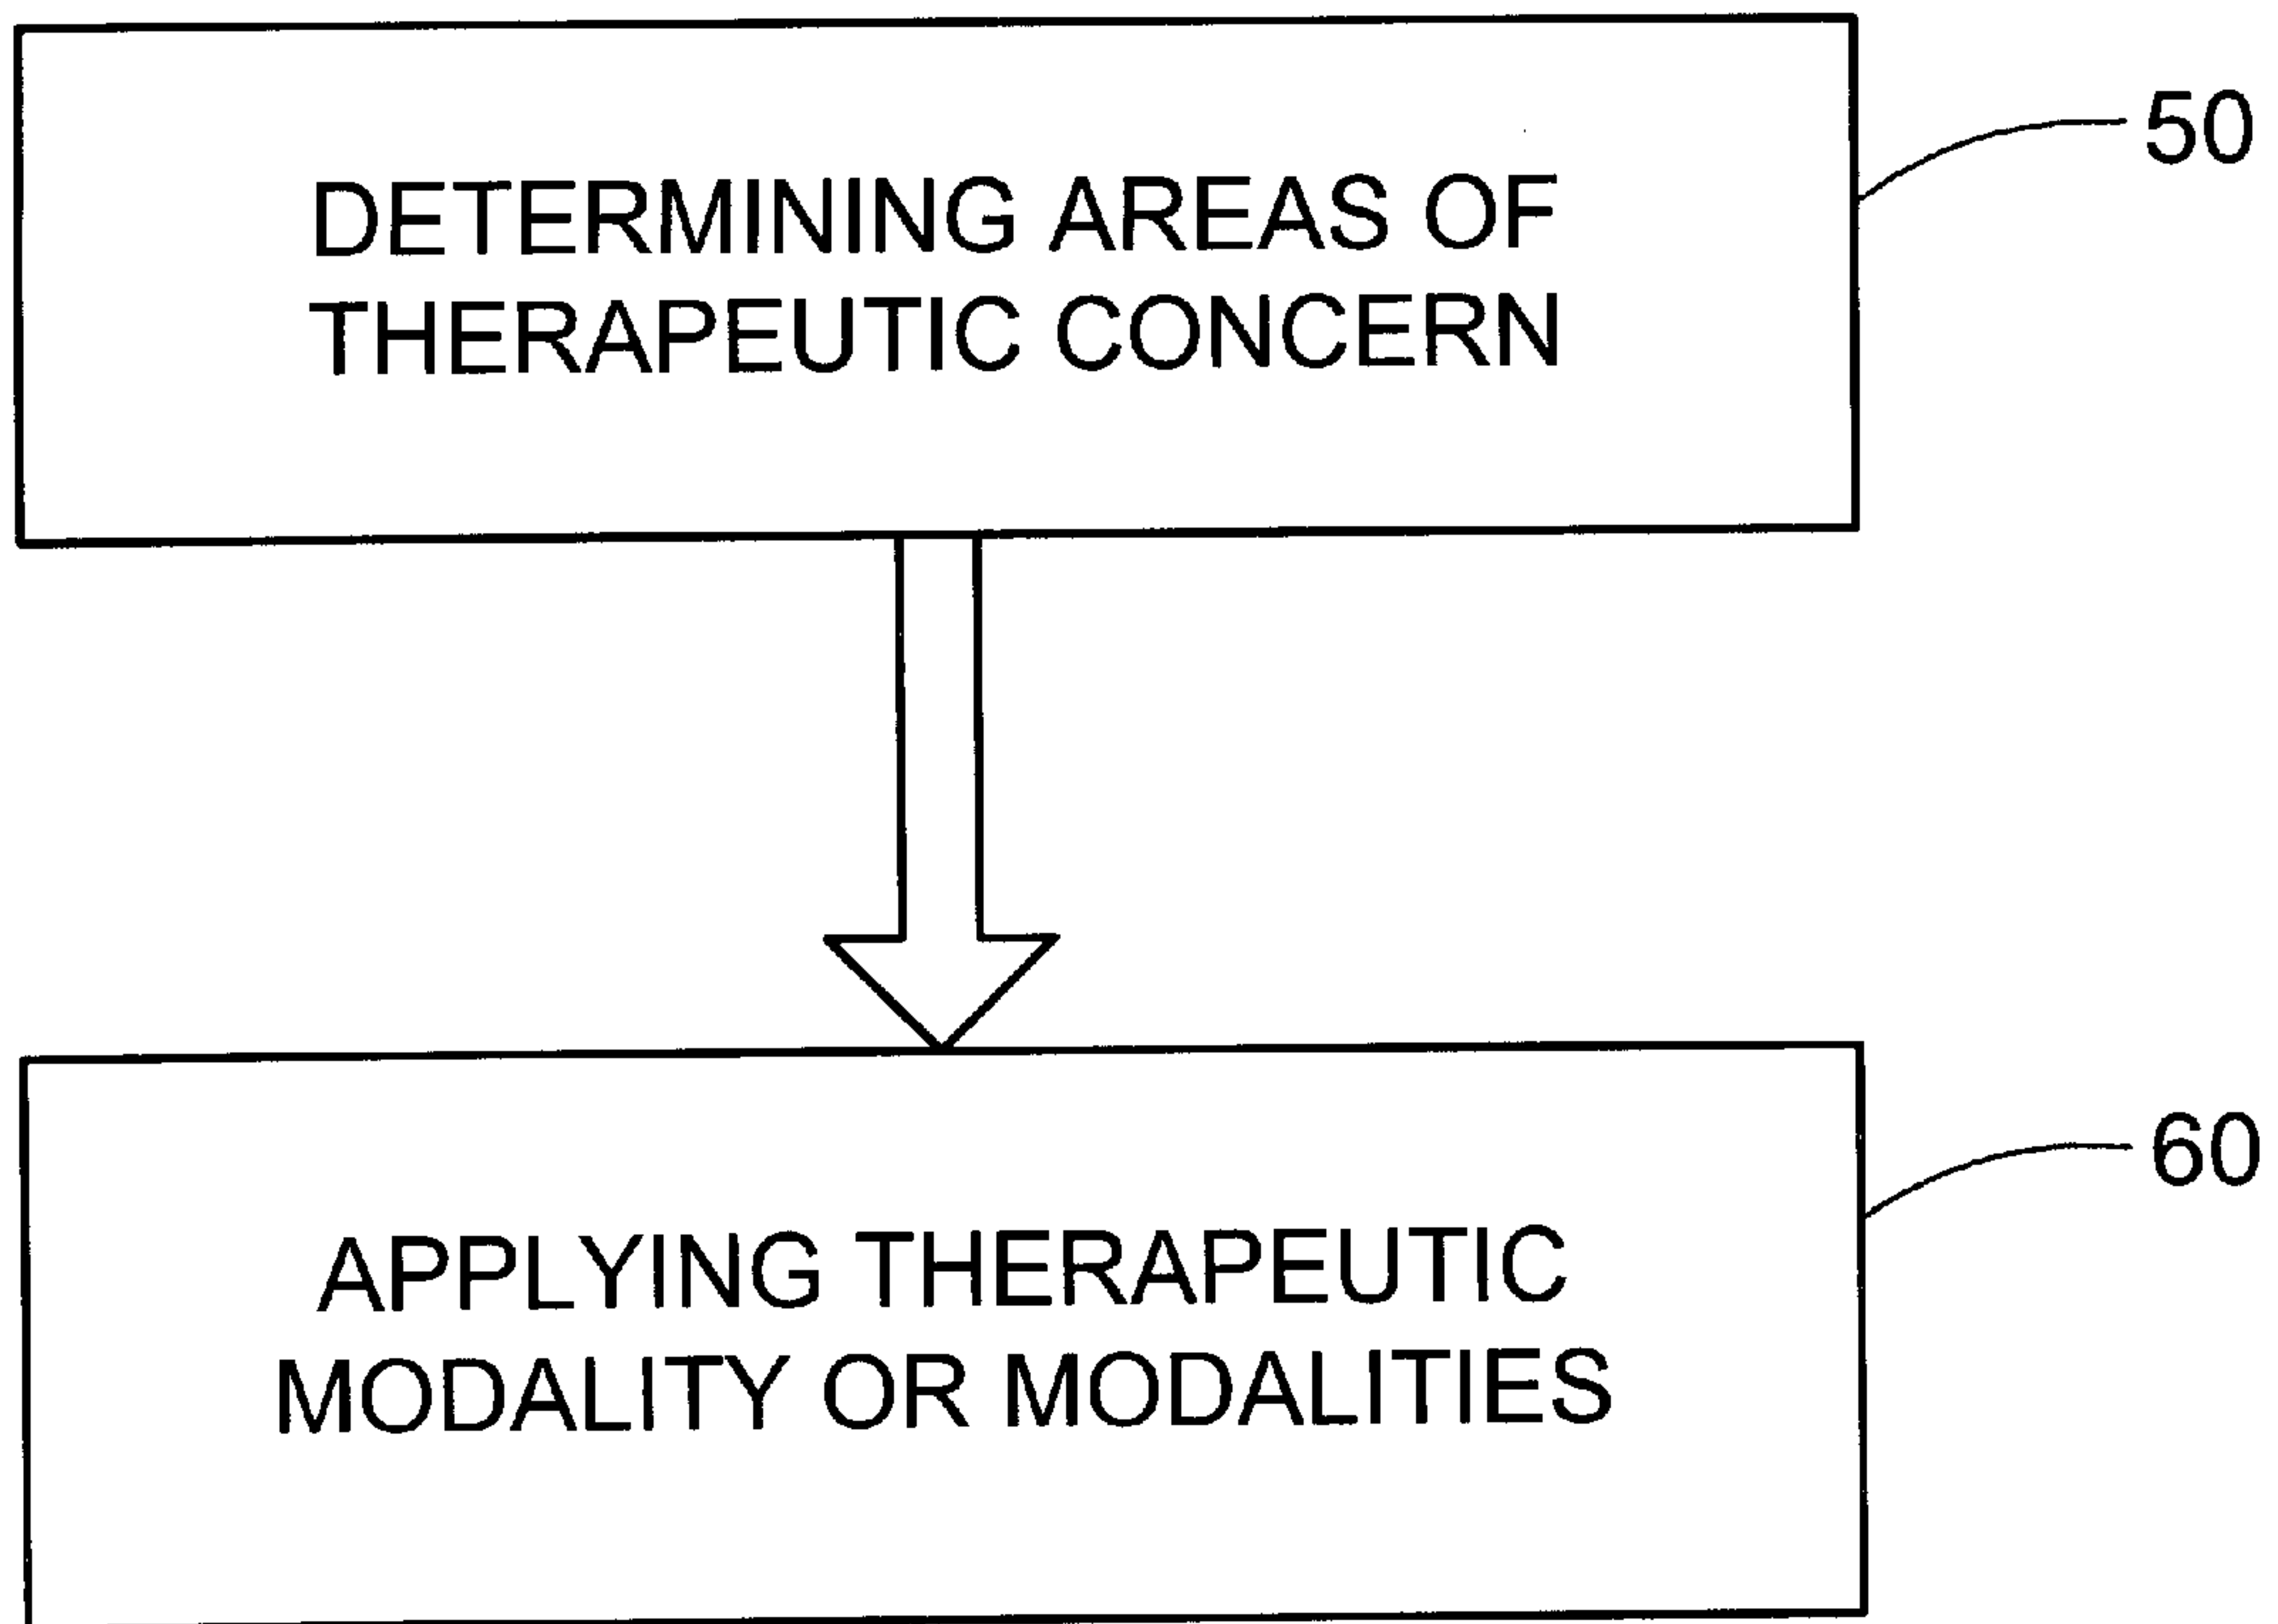 DETERMINING AREAS OF
THERAPEUTIC CONCERN
50
APPLYING THERAPEUTIC
MODALITY OR MODALITIES
60